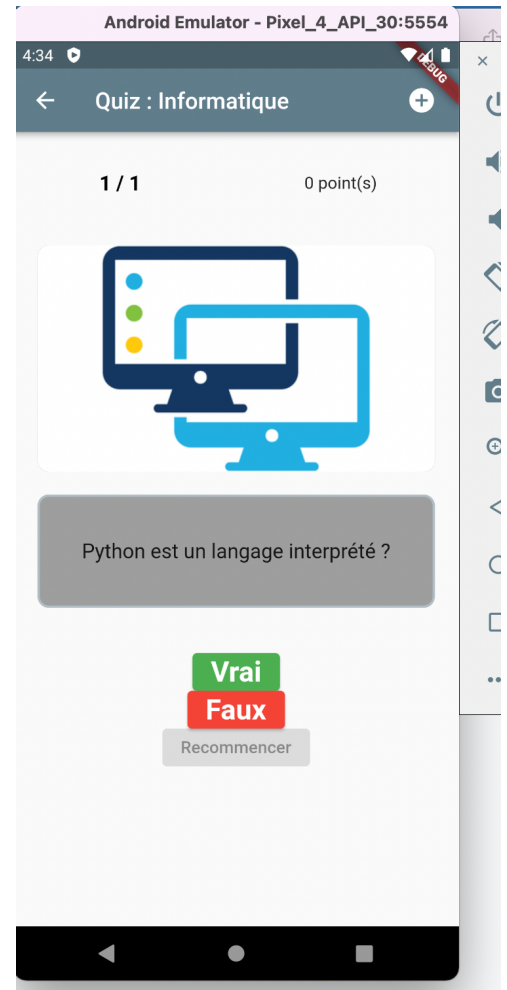 Android Emulator - Pixel_4_API_30:5554
4:34
DEBUG
Quiz : Informatique
1 / 1
0 point(s)
Python est un langage interprété ?
Vrai
Faux
Recommencer